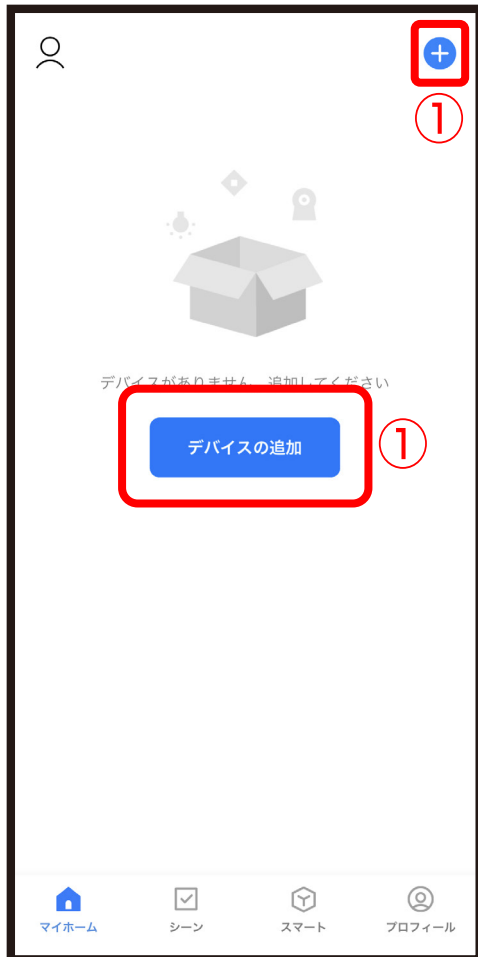 ①
デバイスがありません、追加してください
デバイスの追加
①
マイホーム
シーン
スマート
プロフィール